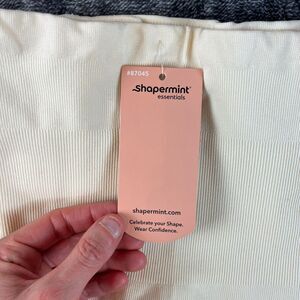 #87045
shapermint
essentials
shapermint.com
Celebrate your Shape.
Wear Confidence.